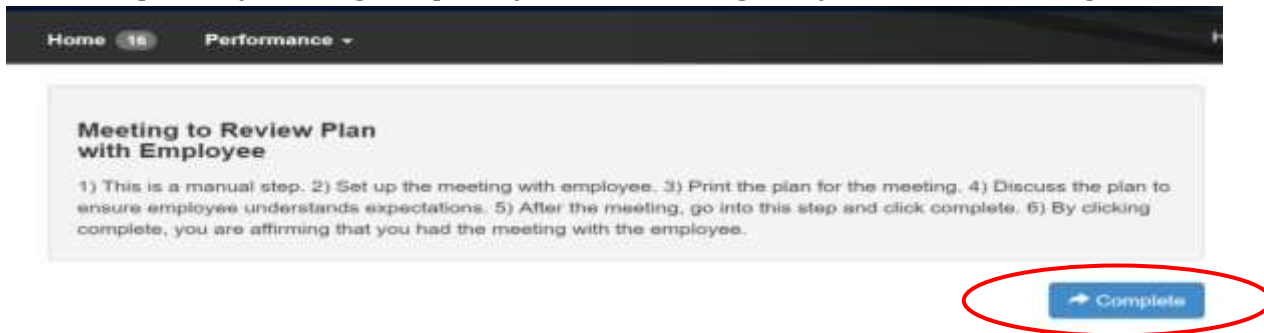 Home 16 Performance
Meeting to Review Plan
with Employee
1) This is a manual step. 2) Set up the meeting with employee. 3) Print the plan for the meeting. 4) Discuss the plan to
ensure employee understands expectations. 5) After the meeting, go into this step and click complete. 6) By clicking
complete, you are affirming that you had the meeting with the employee.
Complete